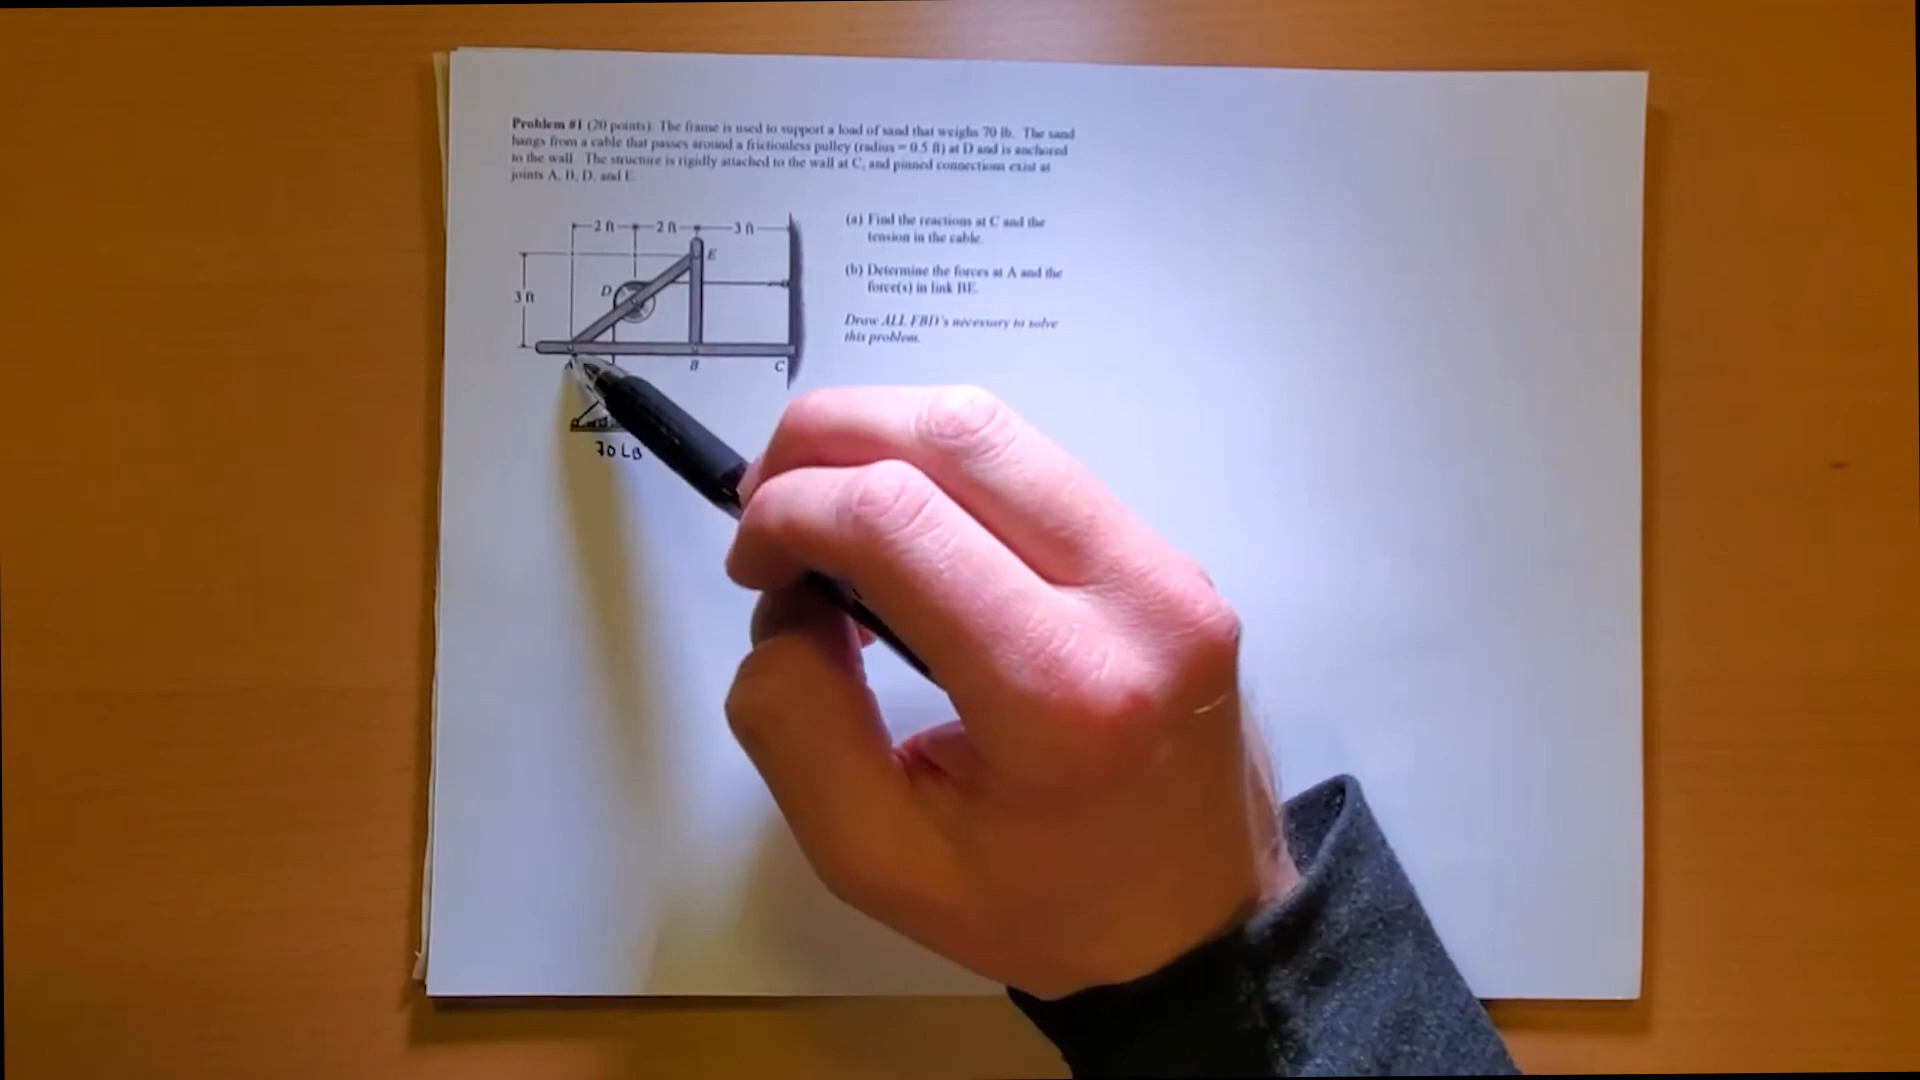 Problem #1 (20 points) The frame is used to support a load of sand that weighs 70 lb. The sand
hangs from a cable that passes around a frictionless pulley (radius = 0.5 ft) at D and is anchored
to the wall. The structure is rigidly attached to the wall at C, and pinned connections exist at
joints A, B, D, and E.
2 ft 2 ft 3 ft
(a) Find the reactions at C and the
tension in the cable.
E
(b) Determine the forces at A and the
force(s) in link BE.
D
3 ft
Draw ALL FBD's necessary to solve
this problem.
A B C
70 LB